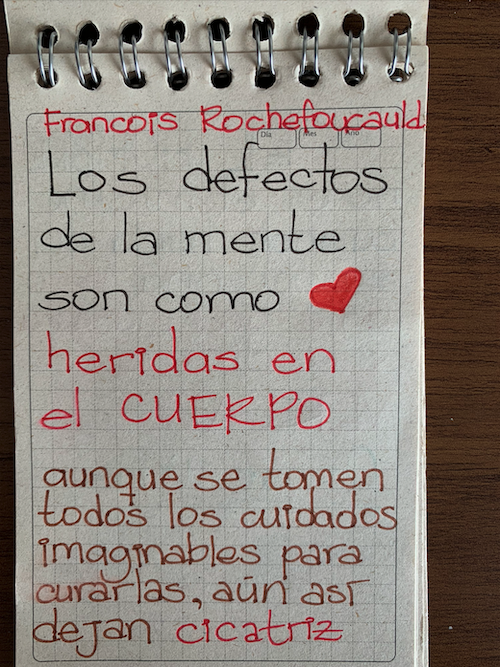 Francois Rochefoucauld
Día Mes Año
Los defectos
de la mente
son como
heridas en
el CUERPO
aunque se tomen
todos los cuidados
imaginables para
curarlas, aún así
dejan cicatriz